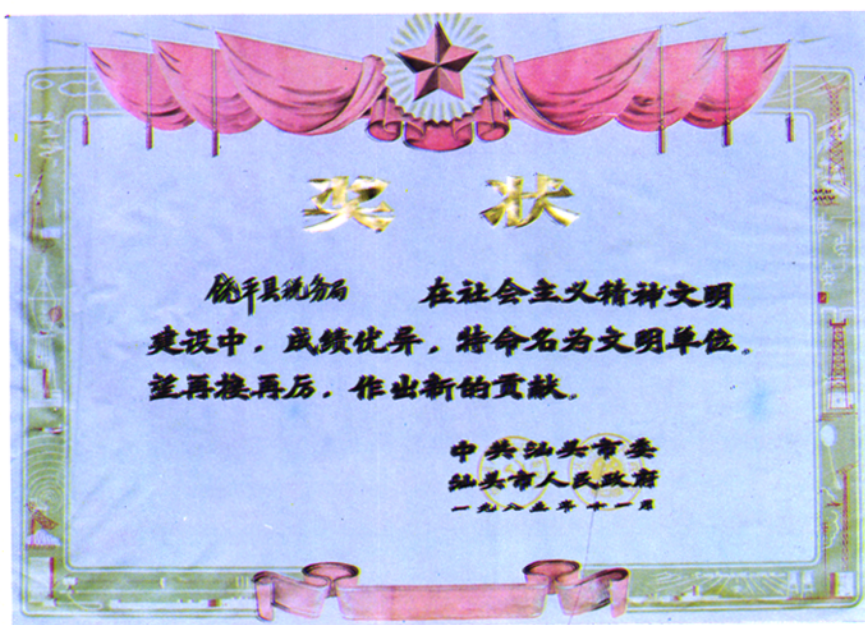 奖 状
饶平县税务局 在社会主义精神文明
建设中，成绩优异，特命名为文明单位。
望再接再厉，作出新的贡献。
中共汕头市委
汕头市人民政府
一九八五年十一月